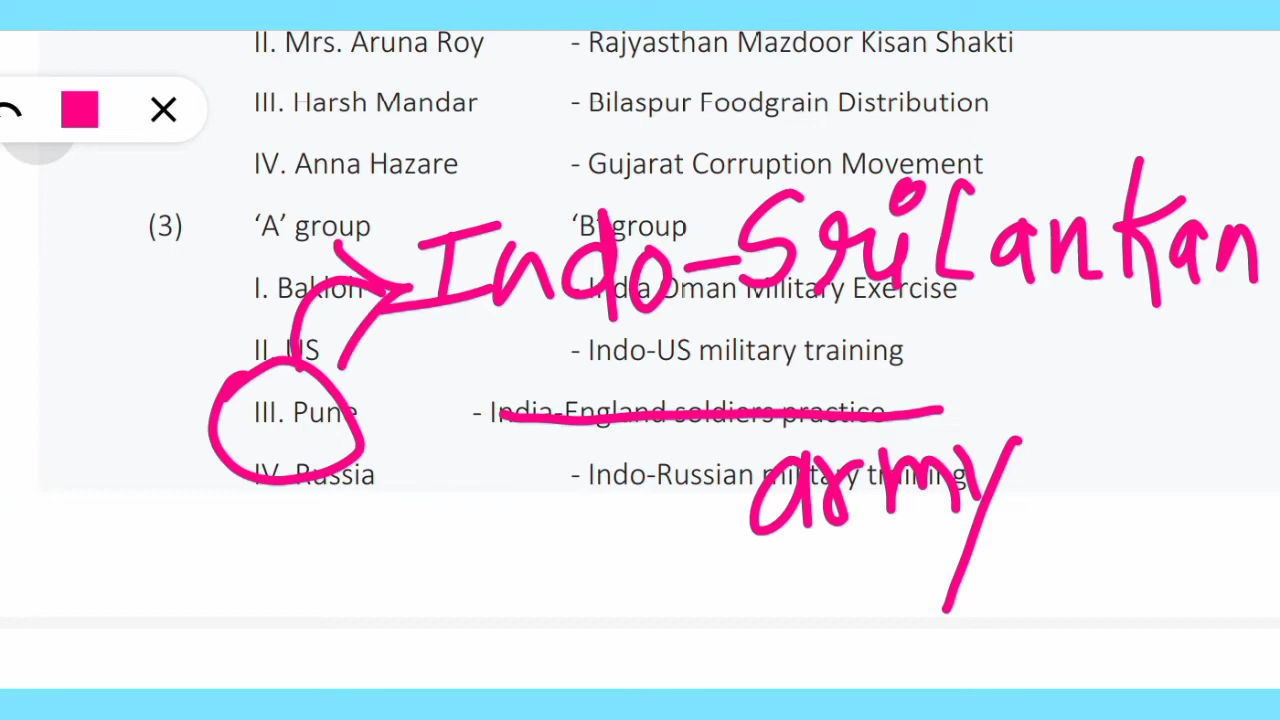 II. Mrs. Aruna Roy - Rajyasthan Mazdoor Kisan Shakti
III. Harsh Mandar - Bilaspur Foodgrain Distribution
IV. Anna Hazare - Gujarat Corruption Movement
(3) ‘A’ group ‘B’ group
Indo-SriLankan
I. Bakloh - India Oman Military Exercise
II. US - Indo-US military training
III. Pune - India-England soldiers practice
IV. Russia - Indo-Russian military training
army